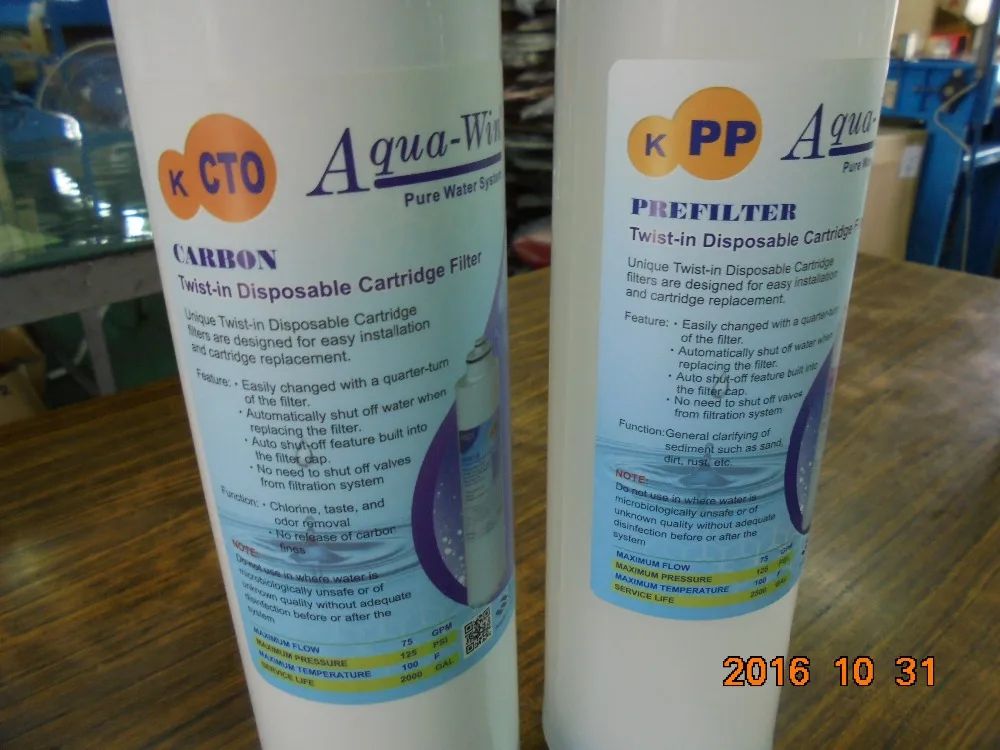 K CTO
Aqua-Win
Pure Water System
CARBON
Twist-in Disposable Cartridge Filter
Unique Twist-in Disposable Cartridge
filters are designed for easy installation
and cartridge replacement.
Feature: • Easily changed with a quarter-turn
of the filter.
• Automatically shut off water when
replacing the filter.
• Auto shut-off feature built into
the filter cap.
• No need to shut off valves
from filtration system
Function: • Chlorine, taste, and
odor removal
• No release of carbon
fines
NOTE:
Do not use in where water is
microbiologically unsafe or of
unknown quality without adequate
disinfection before or after the
system
MAXIMUM FLOW 75 GPM
MAXIMUM PRESSURE 125 PSI
MAXIMUM TEMPERATURE 100 F
SERVICE LIFE 2000 GAL
K PP
Aqua-
Pure
PREFILTER
Twist-in Disposable Cartridge F
Unique Twist-in Disposable Cartridge
filters are designed for easy installation
and cartridge replacement.
Feature: • Easily changed with a quarter-turn
of the filter.
• Automatically shut off water when
replacing the filter.
• Auto shut-off feature built into
the filter cap.
• No need to shut off valves
from filtration system
Function:General clarifying of
sediment such as sand,
dirt, rust, etc.
NOTE:
Do not use in where water is
microbiologically unsafe or of
unknown quality without adequate
disinfection before or after the
system
MAXIMUM FLOW 75 GPM
MAXIMUM PRESSURE 125 PSI
MAXIMUM TEMPERATURE 100 F
SERVICE LIFE 2500 GAL
2016 10 31